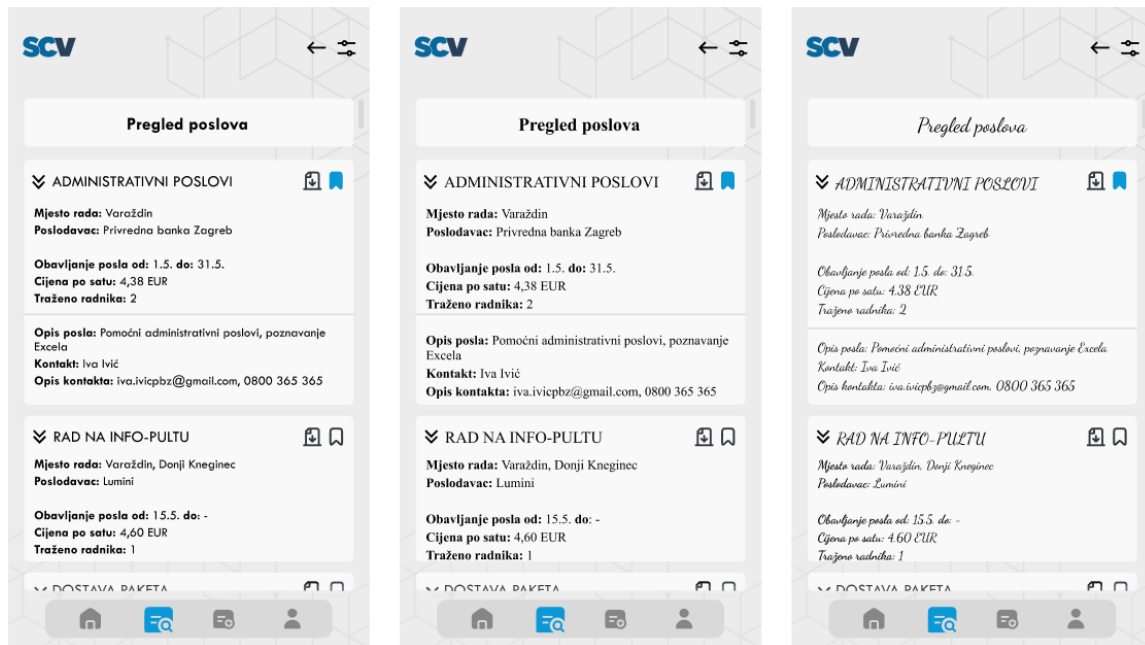 SCV
Pregled poslova
ADMINISTRATIVNI POSLOVI
Mjesto rada: Varaždin
Poslodavac: Privredna banka Zagreb
Obavljanje posla od: 1.5. do: 31.5.
Cijena po satu: 4,38 EUR
Traženo radnika: 2
Opis posla: Pomoćni administrativni poslovi, poznavanje
Excela
Kontakt: Iva Ivić
Opis kontakta: iva.ivicpbz@gmail.com, 0800 365 365
RAD NA INFO-PULTU
Mjesto rada: Varaždin, Donji Kneginec
Poslodavac: Lumini
Obavljanje posla od: 15.5. do: -
Cijena po satu: 4,60 EUR
Traženo radnika: 1
DOSTAVA PAKETA
SCV
Pregled poslova
ADMINISTRATIVNI POSLOVI
Mjesto rada: Varaždin
Poslodavac: Privredna banka Zagreb
Obavljanje posla od: 1.5. do: 31.5.
Cijena po satu: 4,38 EUR
Traženo radnika: 2
Opis posla: Pomoćni administrativni poslovi, poznavanje
Excela
Kontakt: Iva Ivić
Opis kontakta: iva.ivicpbz@gmail.com, 0800 365 365
RAD NA INFO-PULTU
Mjesto rada: Varaždin, Donji Kneginec
Poslodavac: Lumini
Obavljanje posla od: 15.5. do: -
Cijena po satu: 4,60 EUR
Traženo radnika: 1
DOSTAVA PAKETA
SCV
Pregled poslova
ADMINISTRATIVNI POSLOVI
Mjesto rada: Varaždin
Poslodavac: Privredna banka Zagreb
Obavljanje posla od: 1.5. do: 31.5.
Cijena po satu: 4,38 EUR
Traženo radnika: 2
Opis posla: Pomoćni administrativni poslovi, poznavanje Excela
Kontakt: Iva Ivić
Opis kontakta: iva.ivicpbz@gmail.com, 0800 365 365
RAD NA INFO-PULTU
Mjesto rada: Varaždin, Donji Kneginec
Poslodavac: Lumini
Obavljanje posla od: 15.5. do: -
Cijena po satu: 4,60 EUR
Traženo radnika: 1
DOSTAVA PAKETA